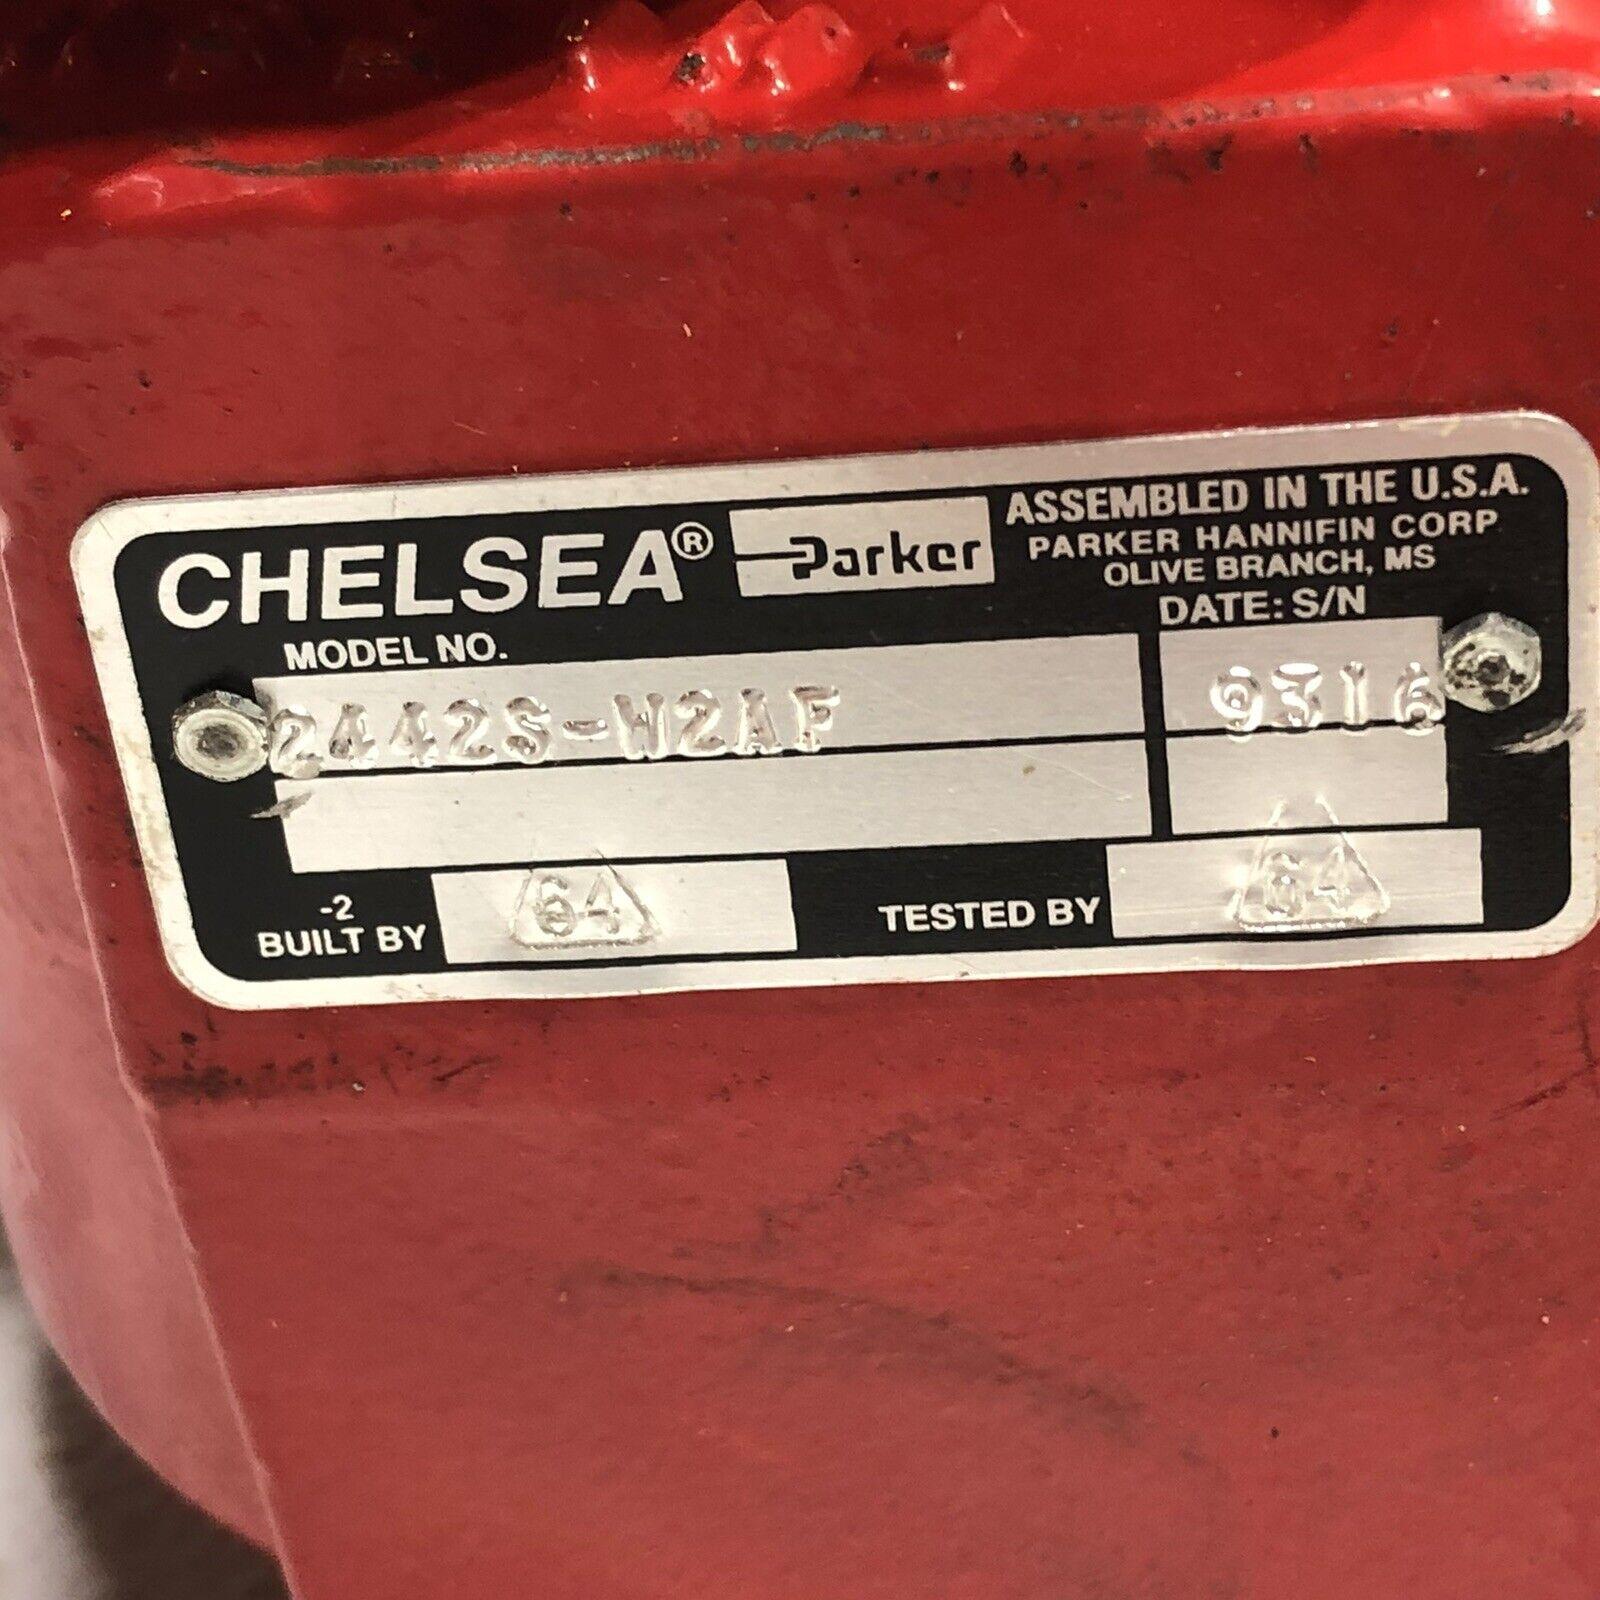 CHELSEA® Parker
ASSEMBLED IN THE U.S.A.
PARKER HANNIFIN CORP
OLIVE BRANCH, MS
MODEL NO.
DATE: S/N
2442S-W2AF
9316
-2
BUILT BY 64
TESTED BY 64